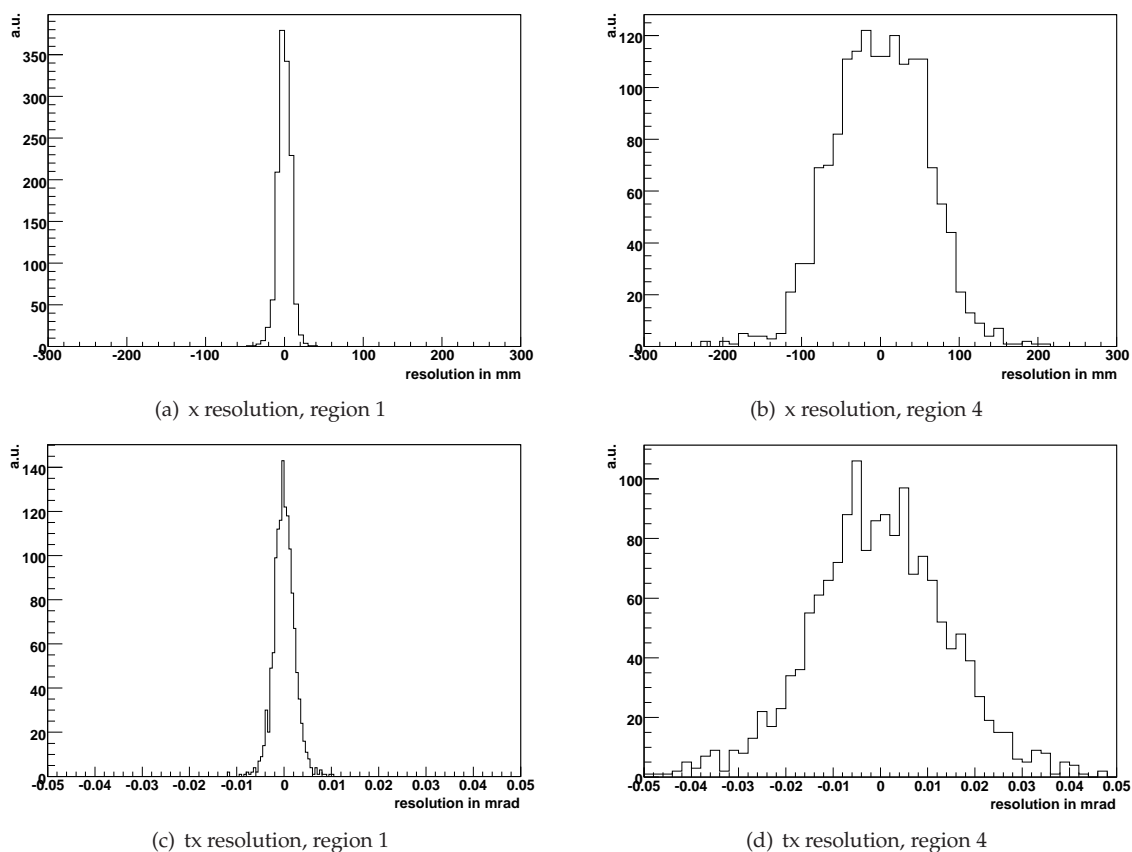 a.u.
350
300
250
200
150
100
50
0
-300 -200 -100 0 100 200 300
resolution in mm
(a) x resolution, region 1
a.u.
120
100
80
60
40
20
0
-300 -200 -100 0 100 200 300
resolution in mm
(b) x resolution, region 4
a.u.
140
120
100
80
60
40
20
0
-0.05 -0.04 -0.03 -0.02 -0.01 0 0.01 0.02 0.03 0.04 0.05
resolution in mrad
(c) tx resolution, region 1
a.u.
100
80
60
40
20
0
-0.05 -0.04 -0.03 -0.02 -0.01 0 0.01 0.02 0.03 0.04 0.05
resolution in mrad
(d) tx resolution, region 4